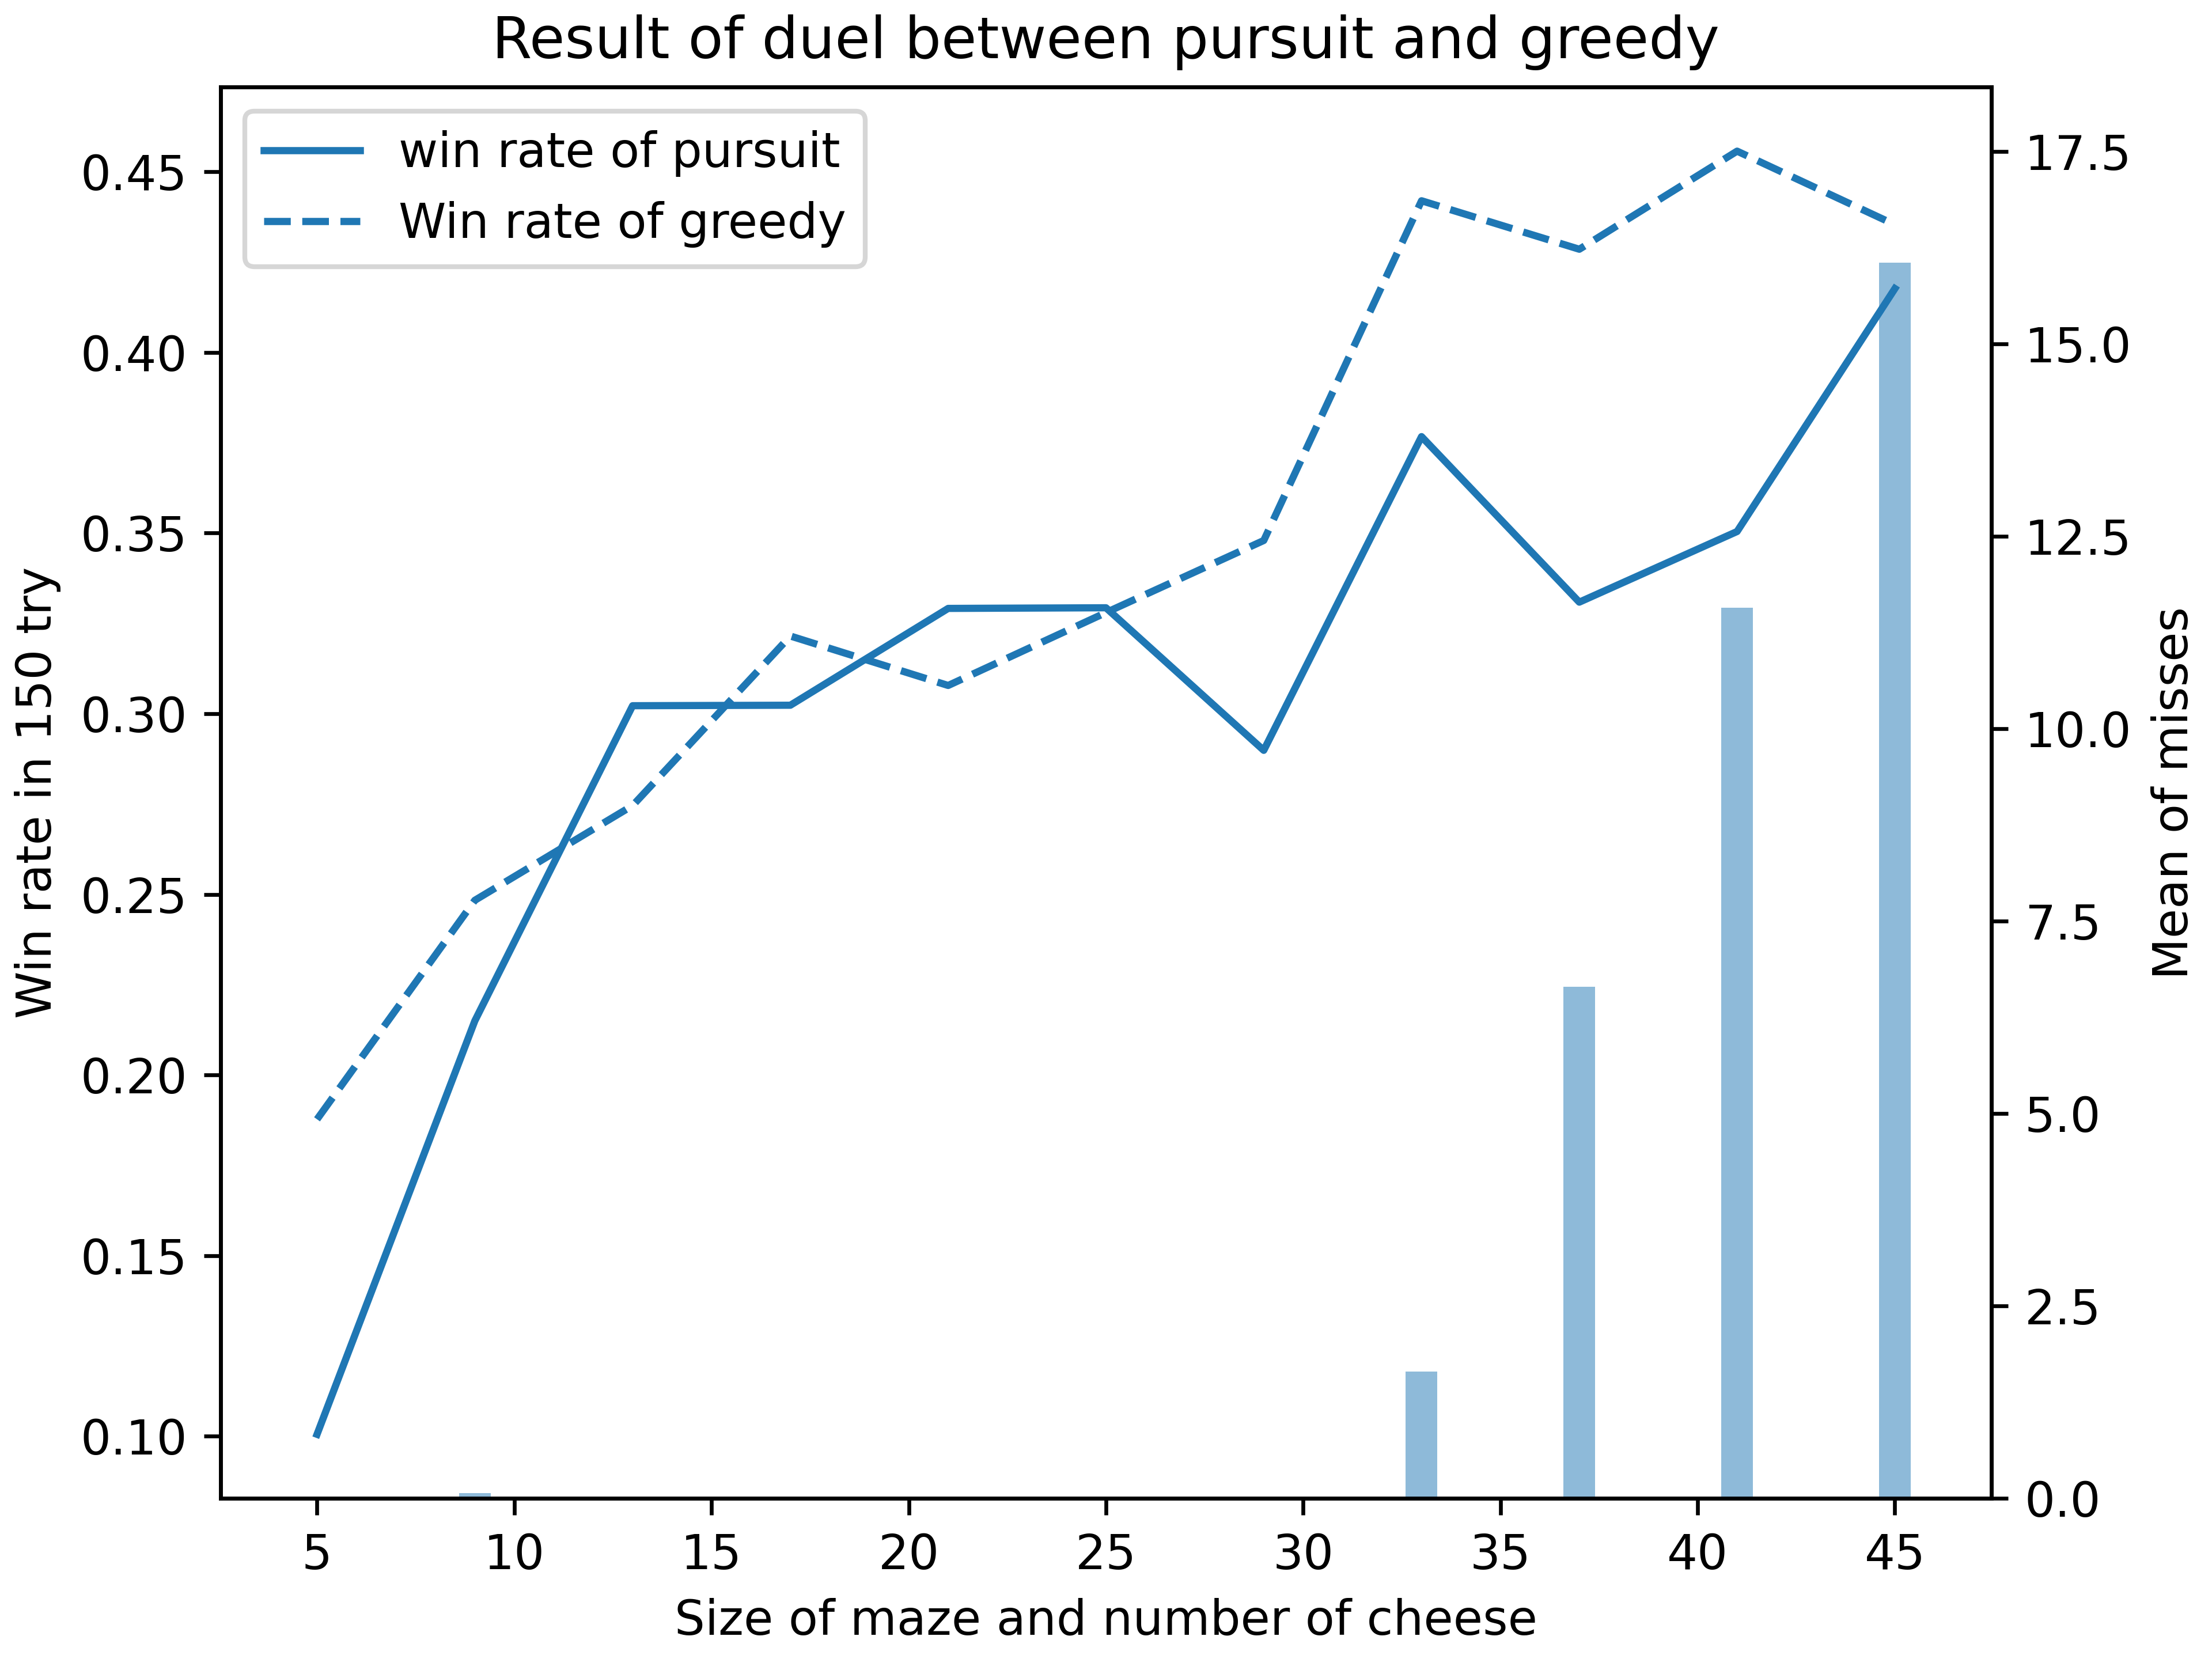 Result of duel between pursuit and greedy
win rate of pursuit
Win rate of greedy
Win rate in 150 try
0.45
0.40
0.35
0.30
0.25
0.20
0.15
0.10
17.5
15.0
12.5
10.0
7.5
5.0
2.5
0.0
Mean of misses
5 10 15 20 25 30 35 40 45
Size of maze and number of cheese